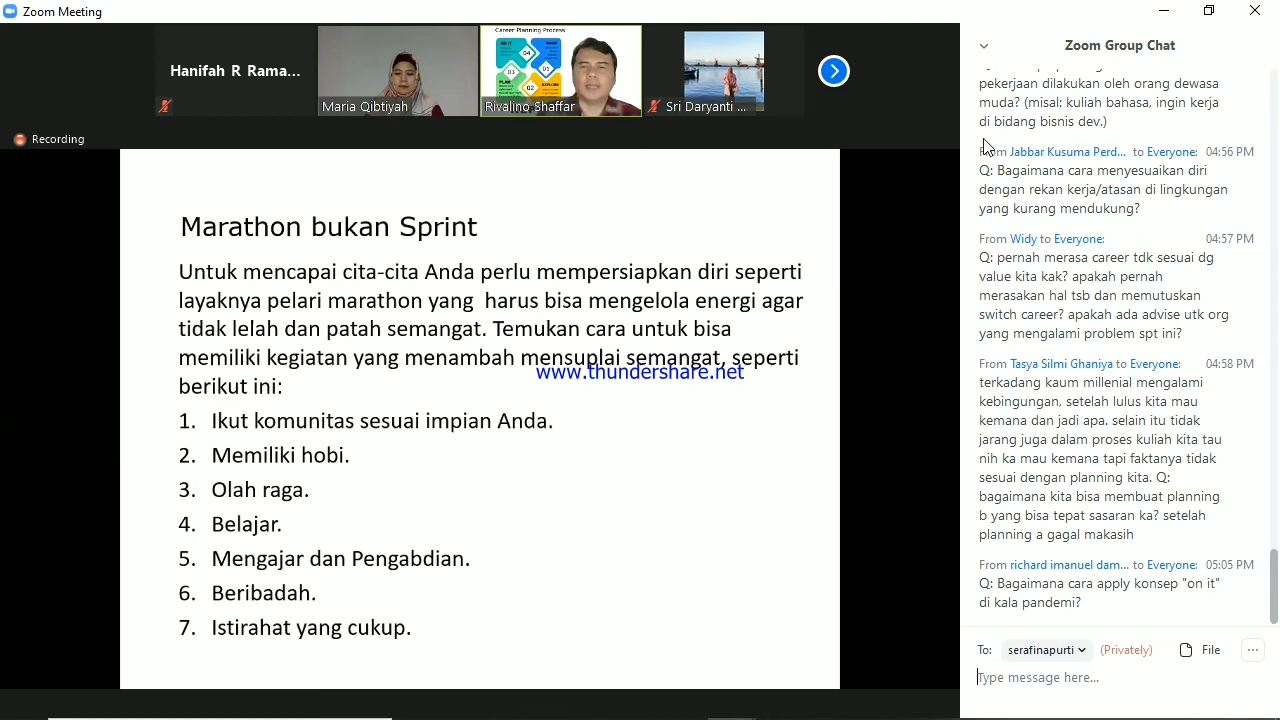 Zoom Meeting
Hanifah R Rama...
Maria Qibtiyah
Career Planning Process
04
03
01
02
PLAN
Rivalino Shaffar
Sri Daryanti ...
Recording
Marathon bukan Sprint
Untuk mencapai cita-cita Anda perlu mempersiapkan diri seperti
layaknya pelari marathon yang harus bisa mengelola energi agar
tidak lelah dan patah semangat. Temukan cara untuk bisa
memiliki kegiatan yang menambah mensuplai semangat, seperti
www.thundershare.net
berikut ini:
1. Ikut komunitas sesuai impian Anda.
2. Memiliki hobi.
3. Olah raga.
4. Belajar.
5. Mengajar dan Pengabdian.
6. Beribadah.
7. Istirahat yang cukup.
Zoom Group Chat
pekerjaan dilakukan oleh orang dewasa
muda? (misal: kuliah bahasa, ingin kerja
di bidang bisnis dev.)
From Jabbar Kusuma Perd... to Everyone: 04:56 PM
Q: Bagaimana cara menyesuaikan diri
dengan rekan kerja/atasan di lingkungan
yang kurang mendukung?
From Widy to Everyone: 04:57 PM
Q: pernah merasa career tdk sesuai dg
value kita kak? apakah pernah
merasakan hal tsb dan memutuskan
switch career? apakah ada advise utk org
yang mengalami problem spt ini?
From Tasya Silmi Ghaniya to Everyone: 04:58 PM
terkadang kaum millenial mengalami
kebingungan, setelah lulus kita mau
kemana dan jadi apa. selain itu tidak
jarang juga dalam proses kuliah kita tau
nih ka mau kemana tapi faktanya tidak
sesuai dengan planning kita. Q:
bagaimana kita bisa membuat planning
b yang bisa tepat sasaran ka? setelah
planning a gagal makasih
From richard imanuel dam... to Everyone: 05:05 PM
Q: Bagaimana cara apply konsep "on it"
di kala pandemi?
To: serafinapurti (Privately) File
Type message here...